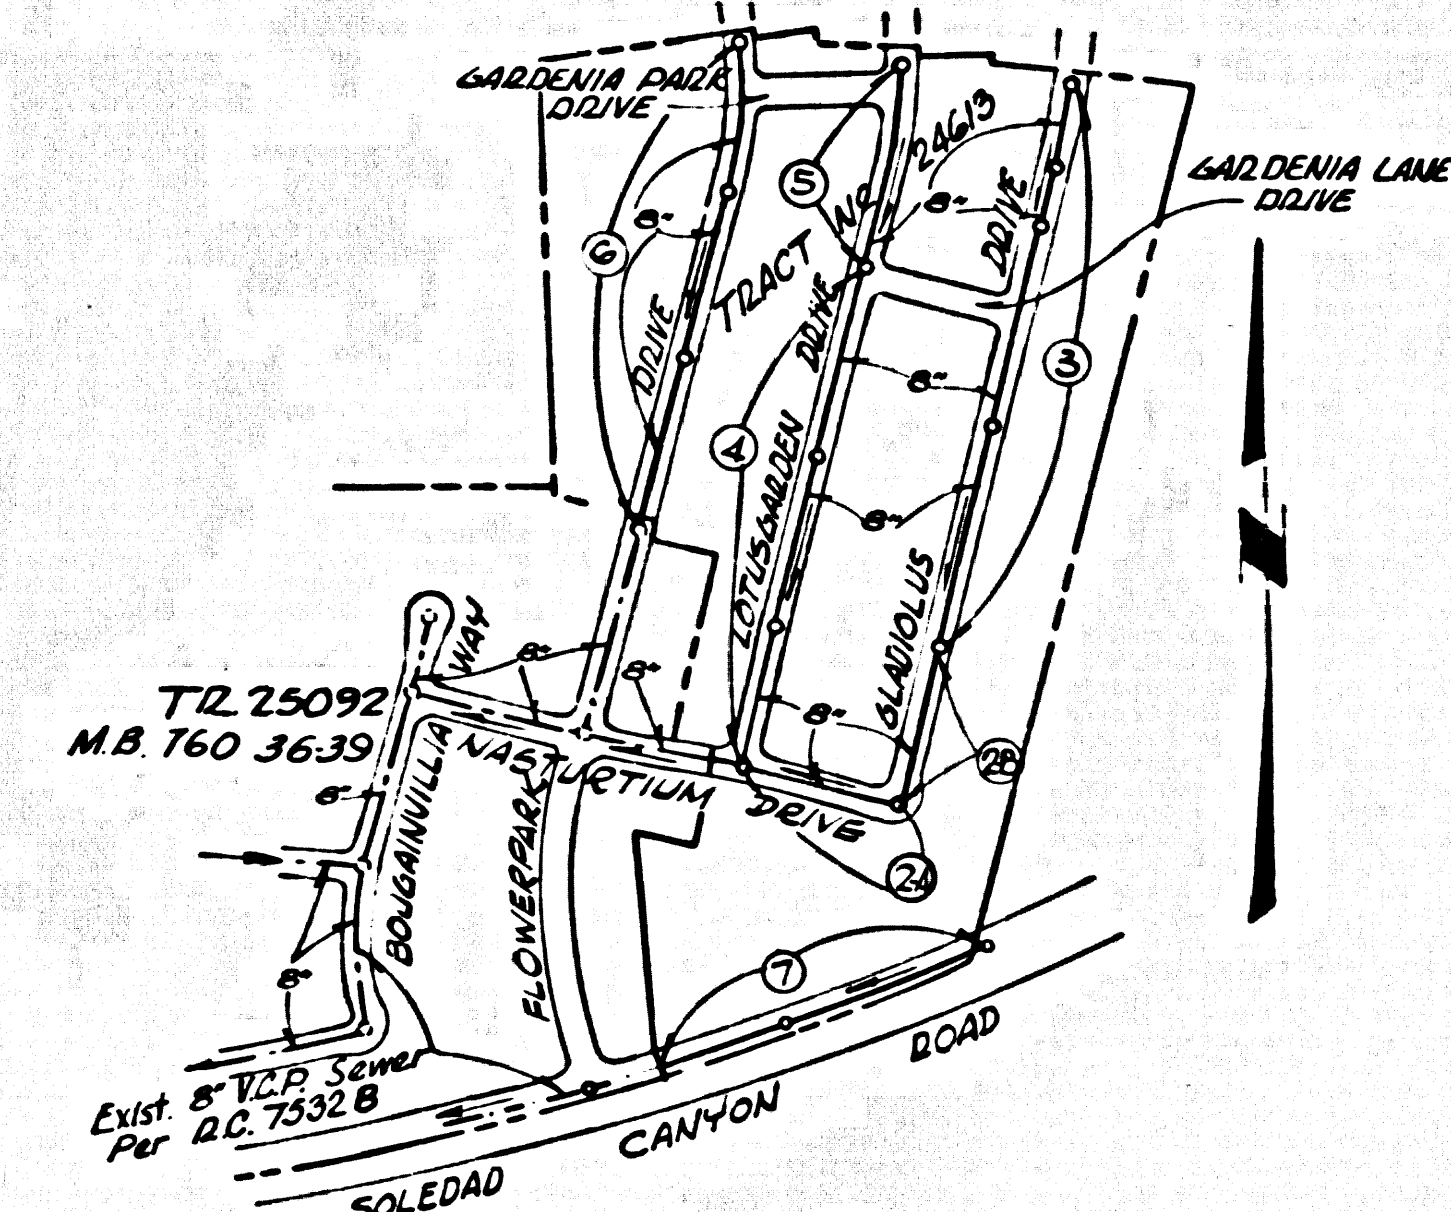 GARDENIA PARK
DRIVE
24613
GARDENIA LANE
DRIVE
5
NO.
8"
DRIVE
8"
6
TRACT
DRIVE
DRIVE
3
8"
4
LOTUSGARDEN
8"
GLADIOLUS
WAY
8"
8"
TR. 25092
M.B. 760 36-39
8"
NASTURTIUM
DRIVE
2B
8"
BOUGAINVILLIA
FLOWERPARK
2A
8"
7
ROAD
Exist. 8" V.C.P. Sewer
Per P.C. 7532 B
CANYON
SOLEDAD
N